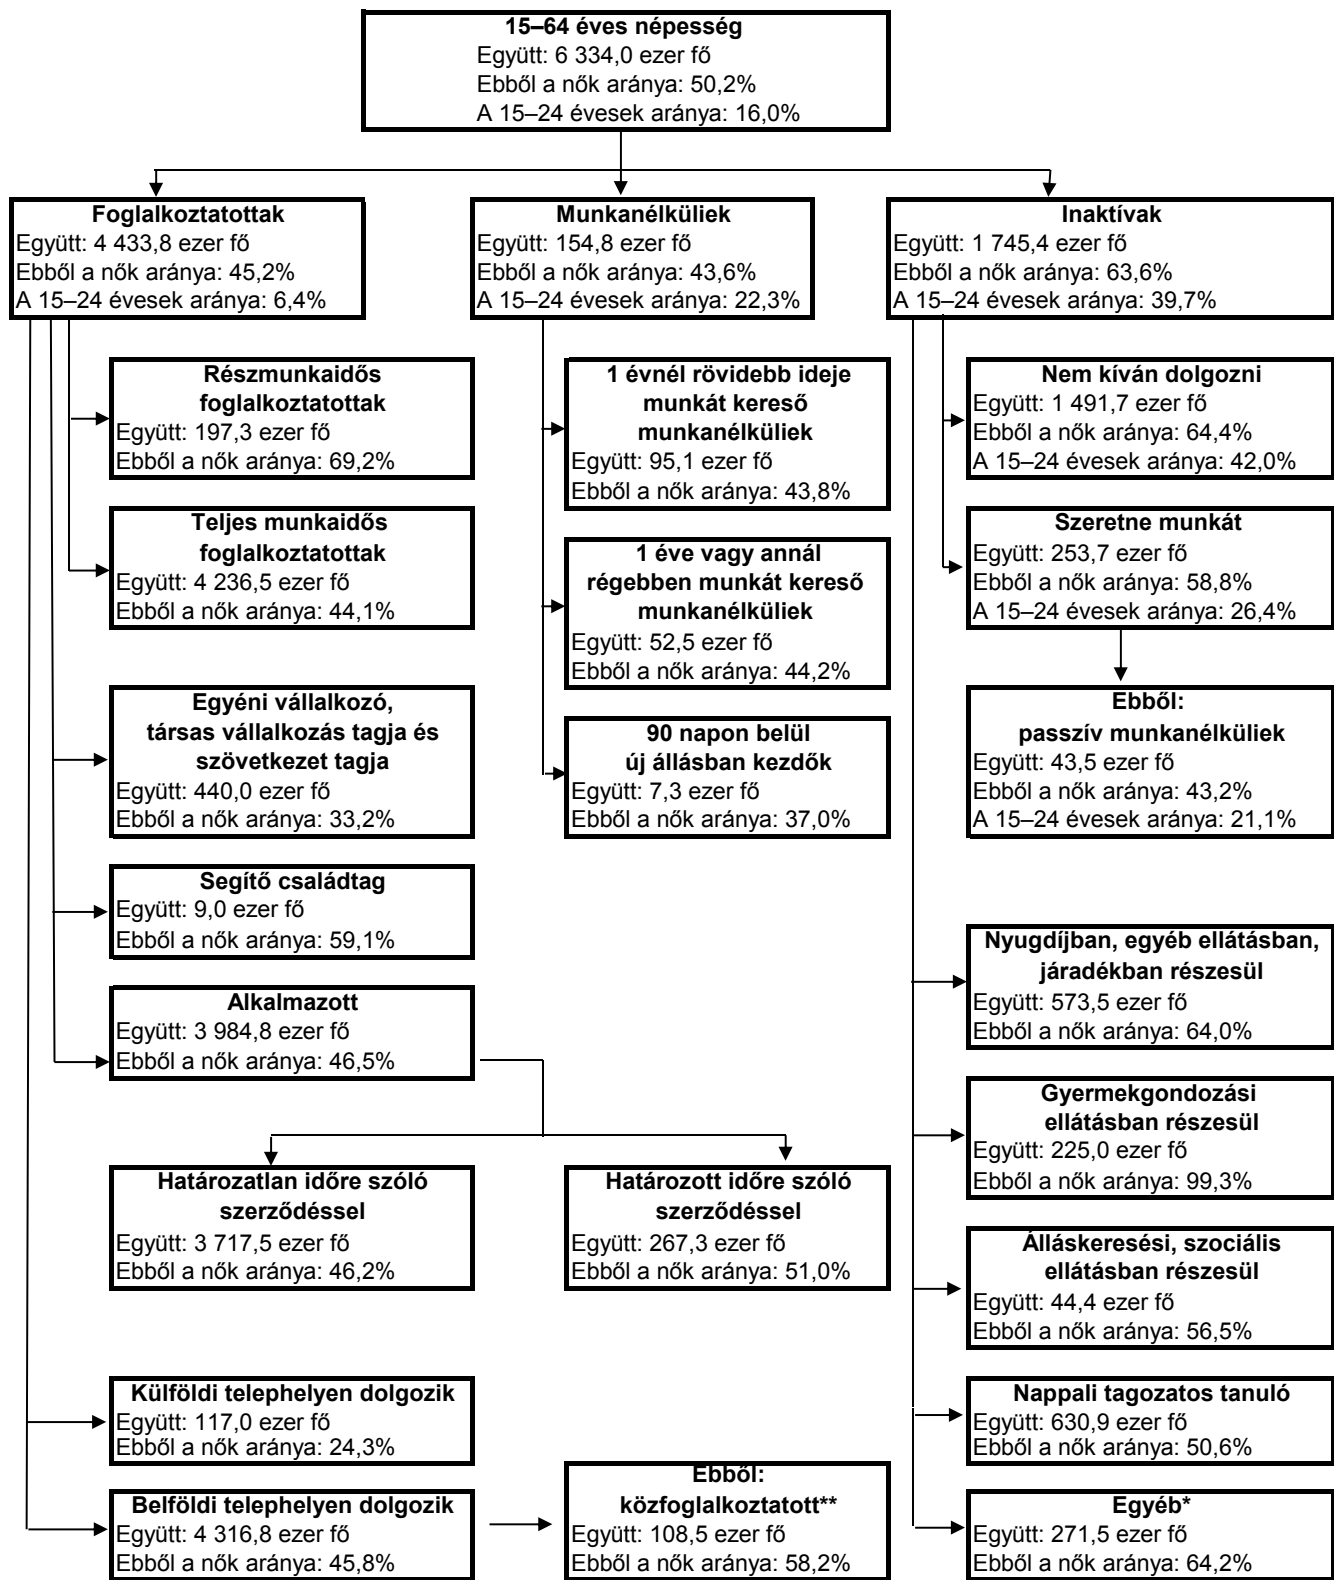 15–64 éves népesség
Együtt: 6 334,0 ezer fő
Ebből a nők aránya: 50,2%
A 15–24 évesek aránya: 16,0%
Foglalkoztatottak
Együtt: 4 433,8 ezer fő
Ebből a nők aránya: 45,2%
A 15–24 évesek aránya: 6,4%
Munkanélküliek
Együtt: 154,8 ezer fő
Ebből a nők aránya: 43,6%
A 15–24 évesek aránya: 22,3%
Inaktívak
Együtt: 1 745,4 ezer fő
Ebből a nők aránya: 63,6%
A 15–24 évesek aránya: 39,7%
Részmunkaidős
foglalkoztatottak
Együtt: 197,3 ezer fő
Ebből a nők aránya: 69,2%
Teljes munkaidős
foglalkoztatottak
Együtt: 4 236,5 ezer fő
Ebből a nők aránya: 44,1%
Egyéni vállalkozó,
társas vállalkozás tagja és
szövetkezet tagja
Együtt: 440,0 ezer fő
Ebből a nők aránya: 33,2%
Segítő családtag
Együtt: 9,0 ezer fő
Ebből a nők aránya: 59,1%
Alkalmazott
Együtt: 3 984,8 ezer fő
Ebből a nők aránya: 46,5%
Határozatlan időre szóló
szerződéssel
Együtt: 3 717,5 ezer fő
Ebből a nők aránya: 46,2%
Határozott időre szóló
szerződéssel
Együtt: 267,3 ezer fő
Ebből a nők aránya: 51,0%
Külföldi telephelyen dolgozik
Együtt: 117,0 ezer fő
Ebből a nők aránya: 24,3%
Belföldi telephelyen dolgozik
Együtt: 4 316,8 ezer fő
Ebből a nők aránya: 45,8%
Ebből:
közfoglalkoztatott**
Együtt: 108,5 ezer fő
Ebből a nők aránya: 58,2%
1 évnél rövidebb ideje
munkát kereső
munkanélküliek
Együtt: 95,1 ezer fő
Ebből a nők aránya: 43,8%
1 éve vagy annál
régebben munkát kereső
munkanélküliek
Együtt: 52,5 ezer fő
Ebből a nők aránya: 44,2%
90 napon belül
új állásban kezdők
Együtt: 7,3 ezer fő
Ebből a nők aránya: 37,0%
Nem kíván dolgozni
Együtt: 1 491,7 ezer fő
Ebből a nők aránya: 64,4%
A 15–24 évesek aránya: 42,0%
Szeretne munkát
Együtt: 253,7 ezer fő
Ebből a nők aránya: 58,8%
A 15–24 évesek aránya: 26,4%
Ebből:
passzív munkanélküliek
Együtt: 43,5 ezer fő
Ebből a nők aránya: 43,2%
A 15–24 évesek aránya: 21,1%
Nyugdíjban, egyéb ellátásban,
járadékban részesül
Együtt: 573,5 ezer fő
Ebből a nők aránya: 64,0%
Gyermekgondozási
ellátásban részesül
Együtt: 225,0 ezer fő
Ebből a nők aránya: 99,3%
Álláskeresési, szociális
ellátásban részesül
Együtt: 44,4 ezer fő
Ebből a nők aránya: 56,5%
Nappali tagozatos tanuló
Együtt: 630,9 ezer fő
Ebből a nők aránya: 50,6%
Egyéb*
Együtt: 271,5 ezer fő
Ebből a nők aránya: 64,2%